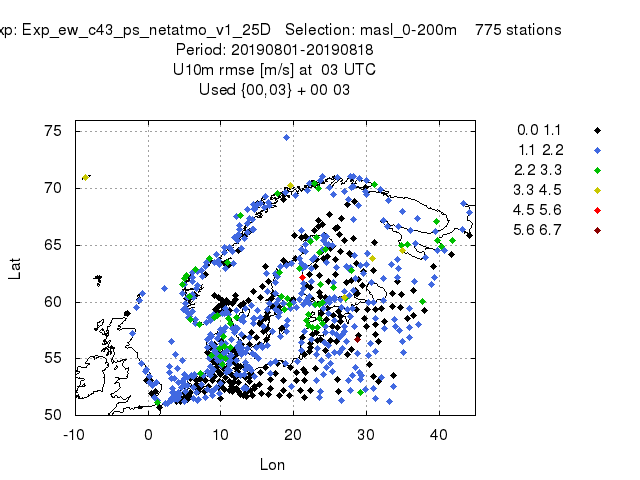 xp: Exp_ew_c43_ps_netatmo_v1_25D Selection: masl_0-200m 775 stations
Period: 20190801-20190818
U10m rmse [m/s] at 03 UTC
Used {00,03} + 00 03
75
70
65
60
55
50
-10 0 10 20 30 40
Lat
Lon
0.0 1.1
1.1 2.2
2.2 3.3
3.3 4.5
4.5 5.6
5.6 6.7